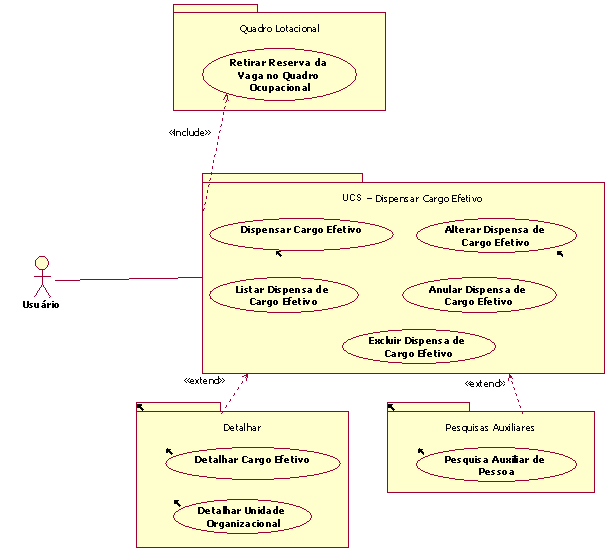 Quadro Lotacional
Retirar Reserva da
Vaga no Quadro
Ocupacional
«include»
UCS - Dispensar Cargo Efetivo
Dispensar Cargo Efetivo
Alterar Dispensa de
Cargo Efetivo
Listar Dispensa de
Cargo Efetivo
Anular Dispensa de
Cargo Efetivo
Excluir Dispensa de
Cargo Efetivo
Usuário
«extend»
«extend»
Detalhar
Detalhar Cargo Efetivo
Detalhar Unidade
Organizacional
Pesquisas Auxiliares
Pesquisa Auxiliar de
Pessoa